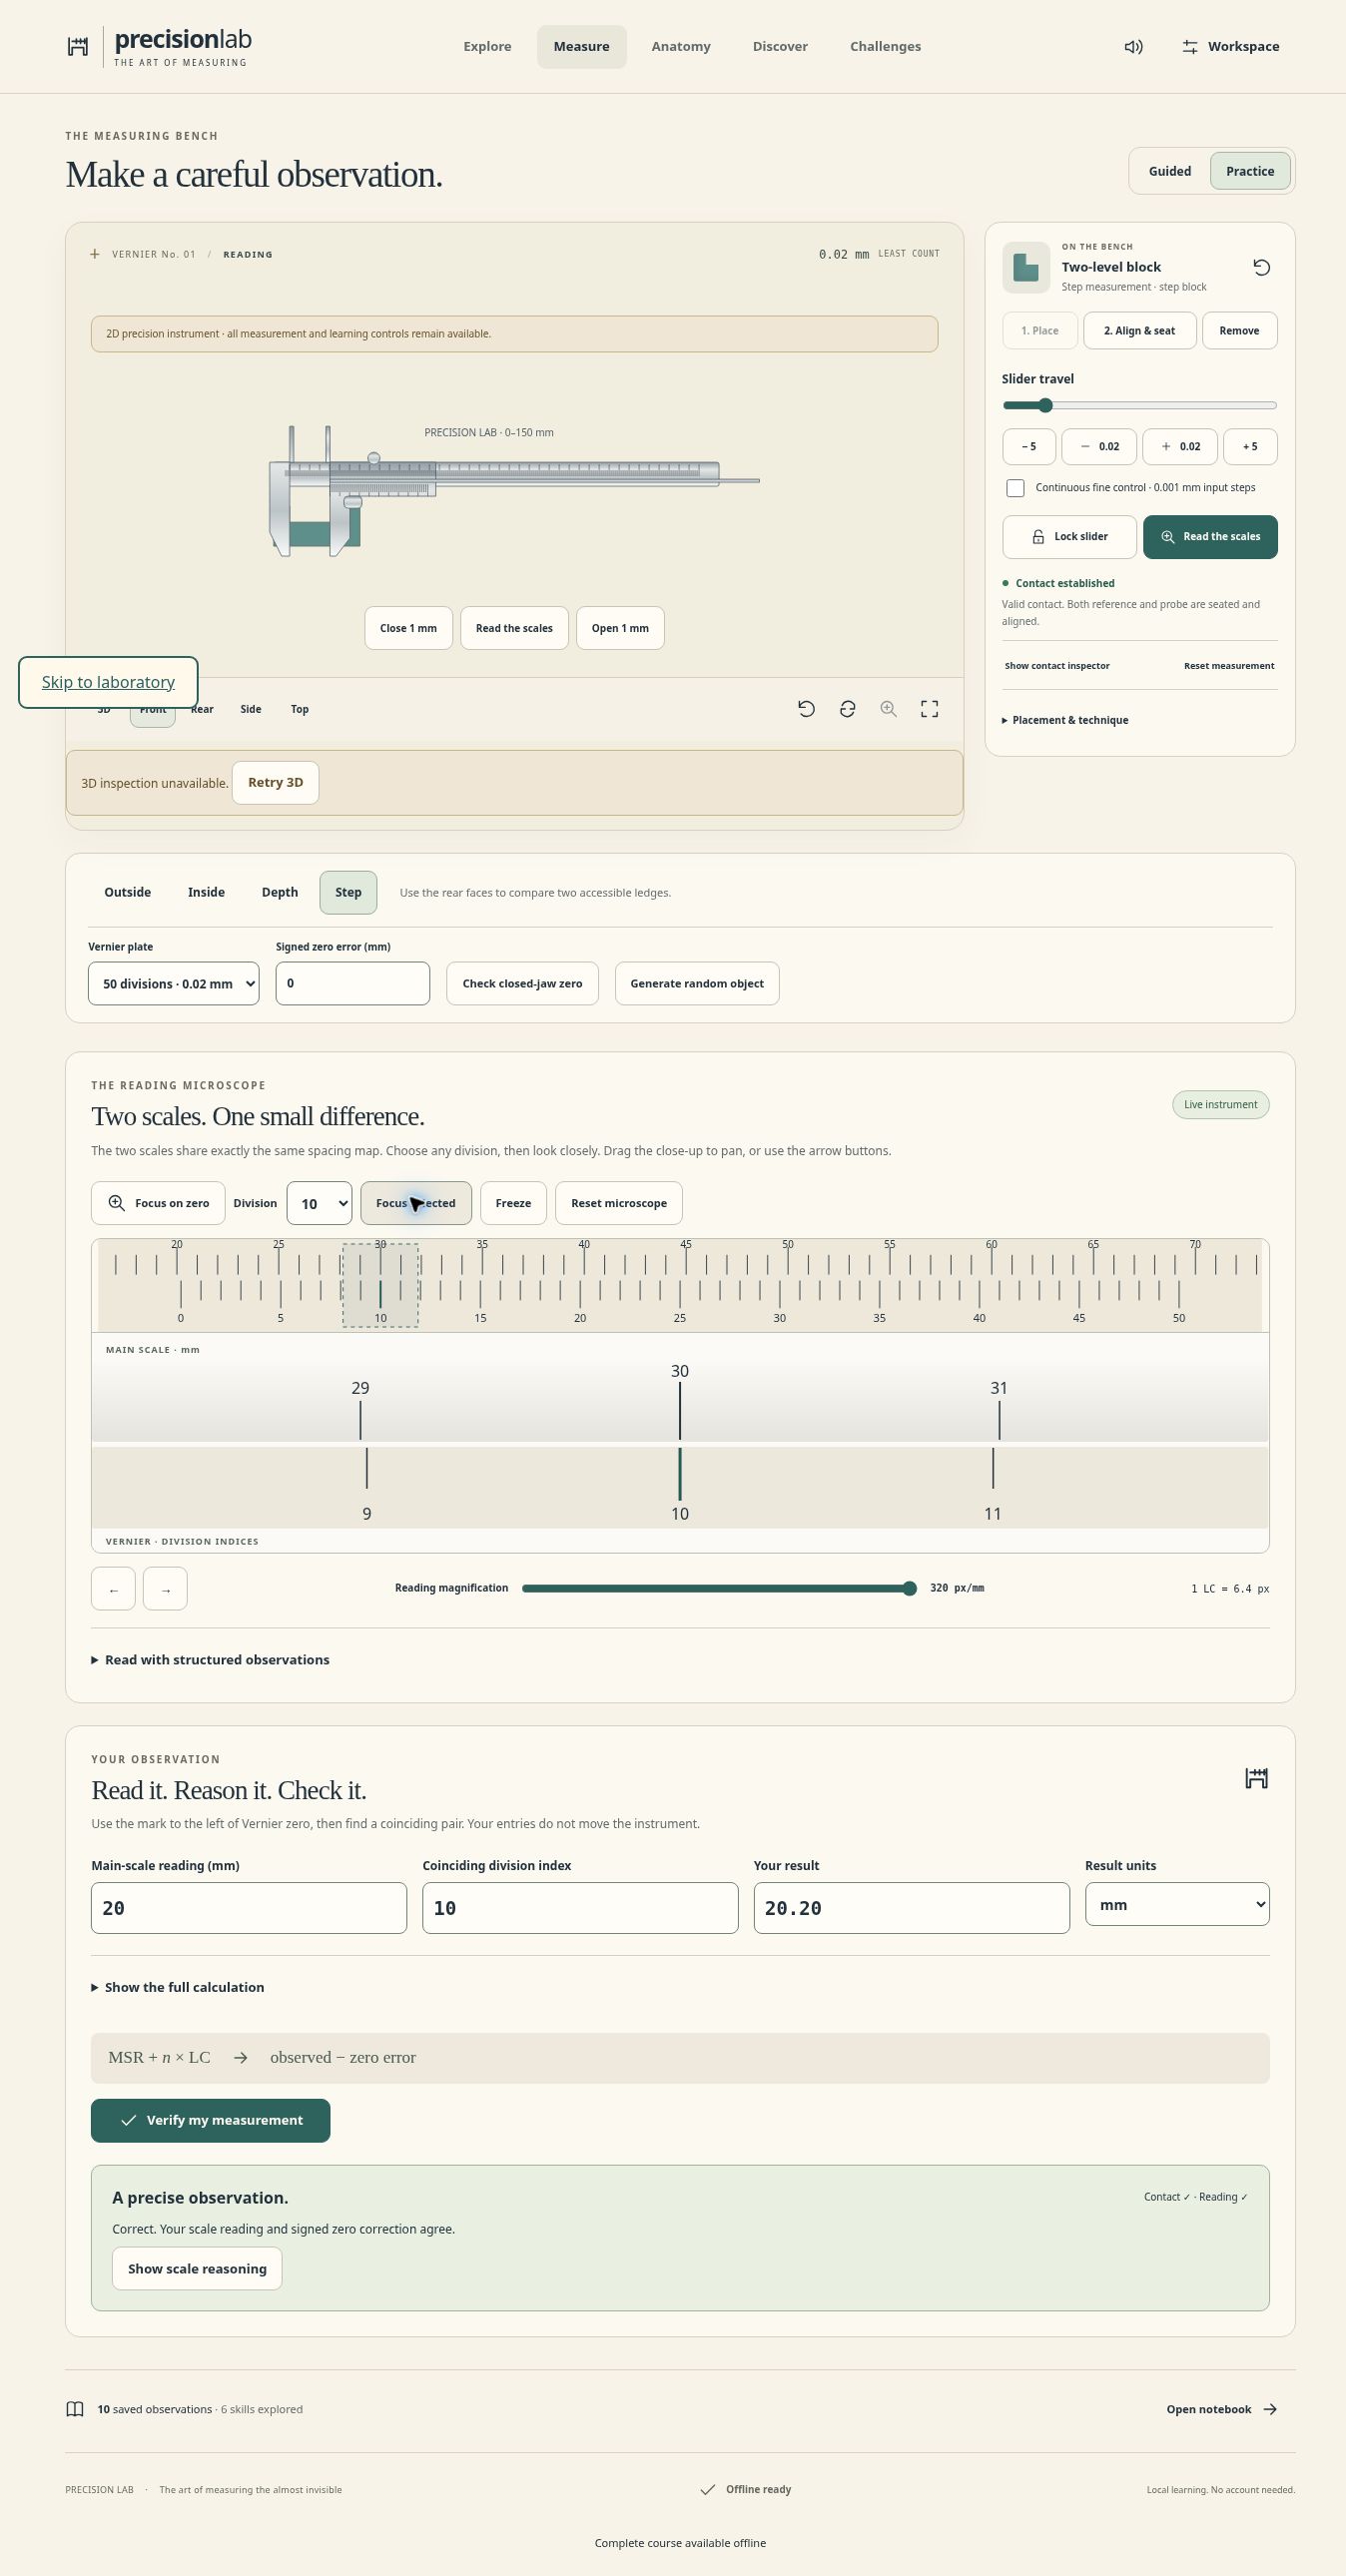 precisionlab
THE ART OF MEASURING
Explore Measure Anatomy Discover Challenges
Workspace
THE MEASURING BENCH
Make a careful observation.
Guided Practice
VERNIER No. 01 / READING
0.02 mm LEAST COUNT
2D precision instrument · all measurement and learning controls remain available.
PRECISION LAB · 0–150 mm
Close 1 mm Read the scales Open 1 mm
Skip to laboratory
3D Front Rear Side Top
3D inspection unavailable. Retry 3D
ON THE BENCH
Two-level block
Step measurement · step block
1. Place 2. Align & seat Remove
Slider travel
− 5 − 0.02 + 0.02 + 5
Continuous fine control · 0.001 mm input steps
Lock slider Read the scales
Contact established
Valid contact. Both reference and probe are seated and
aligned.
Show contact inspector Reset measurement
Placement & technique
Outside Inside Depth Step Use the rear faces to compare two accessible ledges.
Vernier plate Signed zero error (mm)
50 divisions · 0.02 mm 0 Check closed-jaw zero Generate random object
THE READING MICROSCOPE
Two scales. One small difference.
Live instrument
The two scales share exactly the same spacing map. Choose any division, then look closely. Drag the close-up to pan, or use the arrow buttons.
Focus on zero Division 10 Focus selected Freeze Reset microscope
20 25 30 35 40 45 50 55 60 65 70
0 5 10 15 20 25 30 35 40 45 50
MAIN SCALE · mm
29 30 31
9 10 11
VERNIER · DIVISION INDICES
← → Reading magnification 320 px/mm 1 LC = 6.4 px
Read with structured observations
YOUR OBSERVATION
Read it. Reason it. Check it.
Use the mark to the left of Vernier zero, then find a coinciding pair. Your entries do not move the instrument.
Main-scale reading (mm) Coinciding division index Your result Result units
20 10 20.20 mm
Show the full calculation
MSR + n × LC → observed − zero error
Verify my measurement
A precise observation.
Contact ✓ · Reading ✓
Correct. Your scale reading and signed zero correction agree.
Show scale reasoning
10 saved observations · 6 skills explored
Open notebook →
PRECISION LAB · The art of measuring the almost invisible
Offline ready
Local learning. No account needed.
Complete course available offline